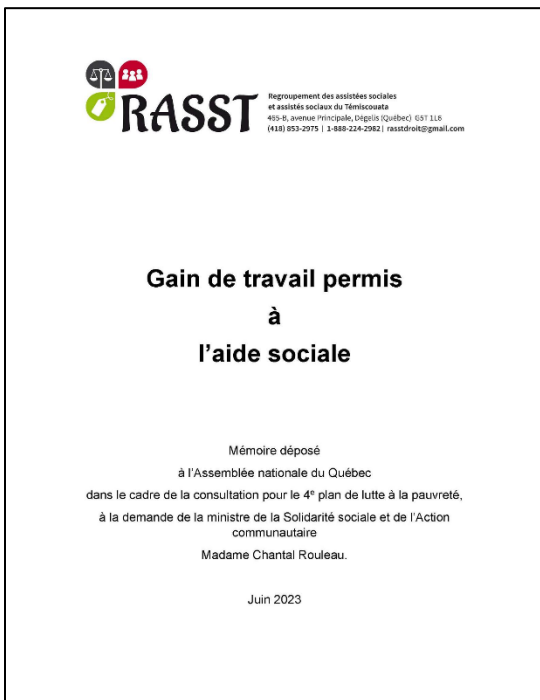 RASST
Regroupement des assistées sociales
et assistés sociaux du Témiscouata
455-B, avenue Principale, Dégelis (Québec) G5T 1L6
(418) 853-2975 | 1-888-224-2982 | rasstdroit@gmail.com
Gain de travail permis
à
l'aide sociale
Mémoire déposé
à l'Assemblée nationale du Québec
dans le cadre de la consultation pour le 4e plan de lutte à la pauvreté,
à la demande de la ministre de la Solidarité sociale et de l'Action
communautaire
Madame Chantal Rouleau.
Juin 2023